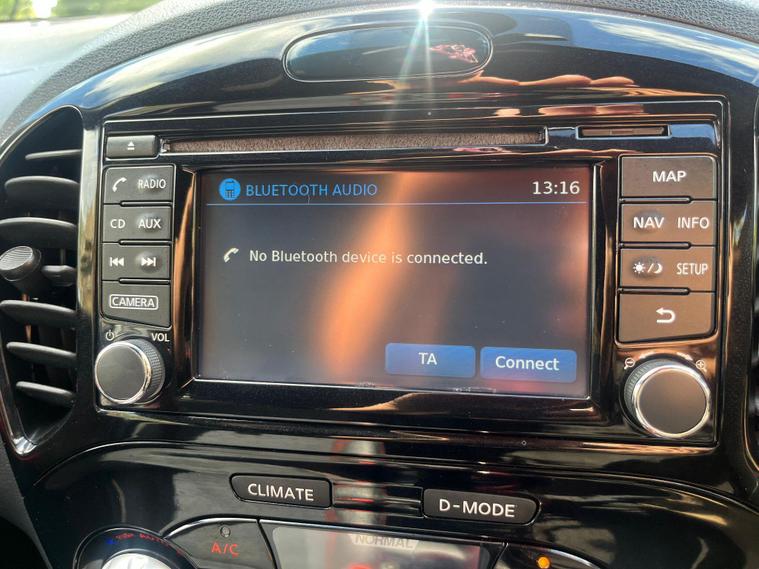 BLUETOOTH AUDIO 13:16
No Bluetooth device is connected.
TA Connect
RADIO
CD AUX
CAMERA
VOL
MAP
NAV INFO
SETUP
CLIMATE D-MODE
A/C
NORMAL